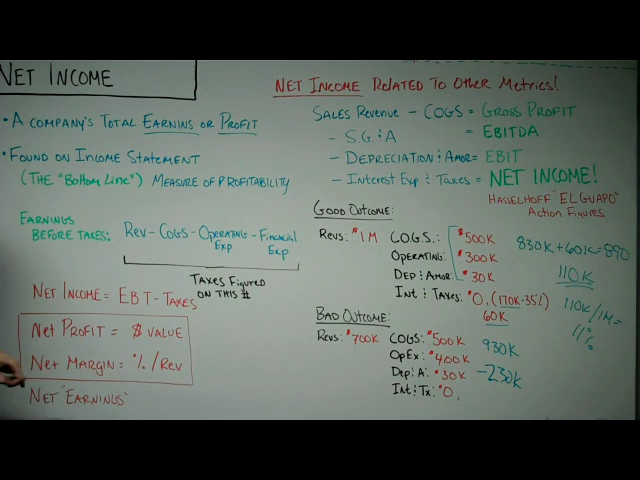 NET INCOME
• A COMPANY'S TOTAL EARNINS OR PROFIT
• FOUND ON INCOME STATEMENT
(THE "BOTTOM LINE") MEASURE OF PROFITABILITY
EARNINGS
BEFORE TAXES:
REV - COGS - OPERATING EXP - FINANCIAL EXP
TAXES FIGURED
ON THIS #
NET INCOME = EBT - TAXES
NET PROFIT = $ VALUE
NET MARGIN = % / REV
NET "EARNINGS"
NET INCOME RELATED TO OTHER METRICS!
SALES REVENUE - COGS = GROSS PROFIT
- S.G.&A = EBITDA
- DEPRECIATION & AMOR = EBIT
- INTEREST EXP & TAXES = NET INCOME!
HASSELHOFF "EL GUAPO"
ACTION FIGURES
GOOD OUTCOME:
REVS: $1M
C.O.G.S.: $500K
OPERATING: $300K
DEP & AMOR: $30K
INT & TAXES: $0, (170K·35%)
60K
830K + 60K = 890
110K
110K/1M =
11%
BAD OUTCOME:
REVS: $700K
COGS: $500K
OPEX: $400K
DEP & A: $30K
INT & TX: $0,
930K
-230K